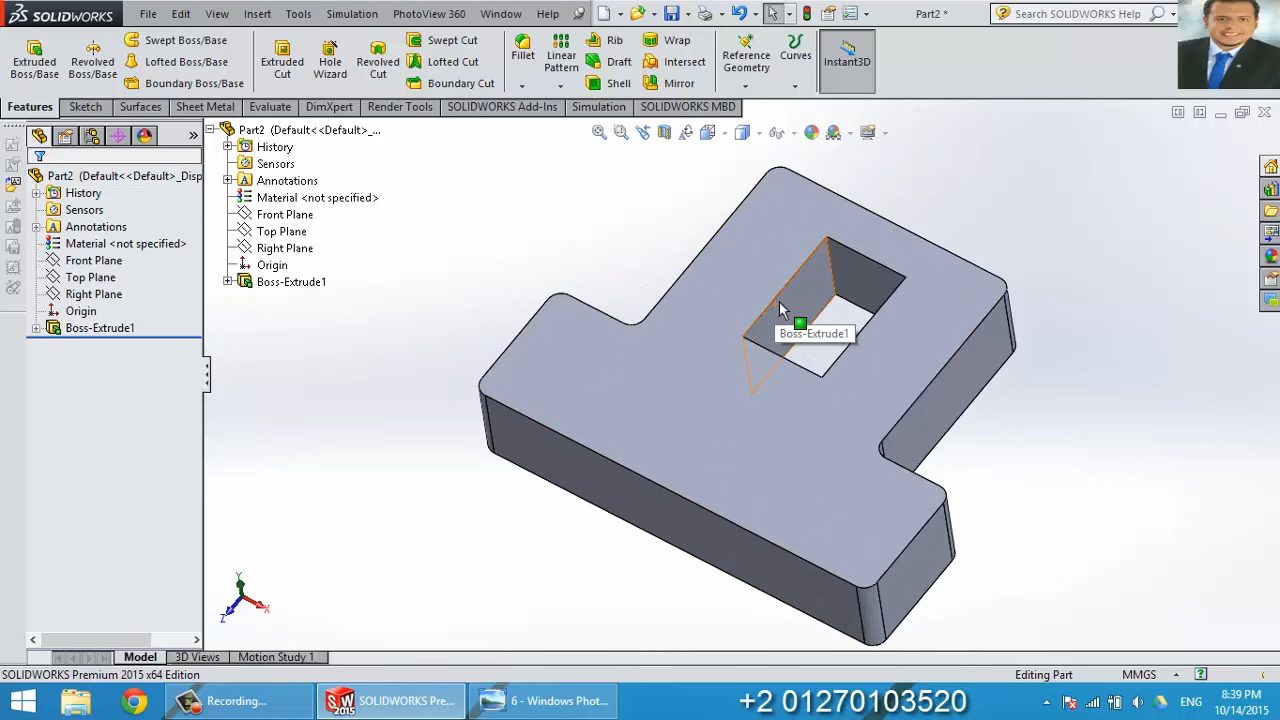 SOLIDWORKS File Edit View Insert Tools Simulation PhotoView 360 Window Help Part2 * Search SOLIDWORKS Help
Extruded Boss/Base
Swept Boss/Base
Lofted Boss/Base
Boundary Boss/Base
Extruded Cut
Hole Wizard
Revolved Cut
Swept Cut
Lofted Cut
Boundary Cut
Fillet
Linear Pattern
Rib
Draft
Shell
Wrap
Intersect
Mirror
Reference Geometry
Curves
Instant3D
Features Sketch Surfaces Sheet Metal Evaluate DimXpert Render Tools SOLIDWORKS Add-Ins Simulation SOLIDWORKS MBD
Part2 (Default<<Default>_Disp
History
Sensors
Annotations
Material <not specified>
Front Plane
Top Plane
Right Plane
Origin
Boss-Extrude1
Part2 (Default<<Default>_...
History
Sensors
Annotations
Material <not specified>
Front Plane
Top Plane
Right Plane
Origin
Boss-Extrude1
Boss-Extrude1
Y
X
Z
Model 3D Views Motion Study 1
SOLIDWORKS Premium 2015 x64 Edition Editing Part MMGS
Recording... SOLIDWORKS Pre... 6 - Windows Phot... +2 01270103520 ENG 8:39 PM
10/14/2015